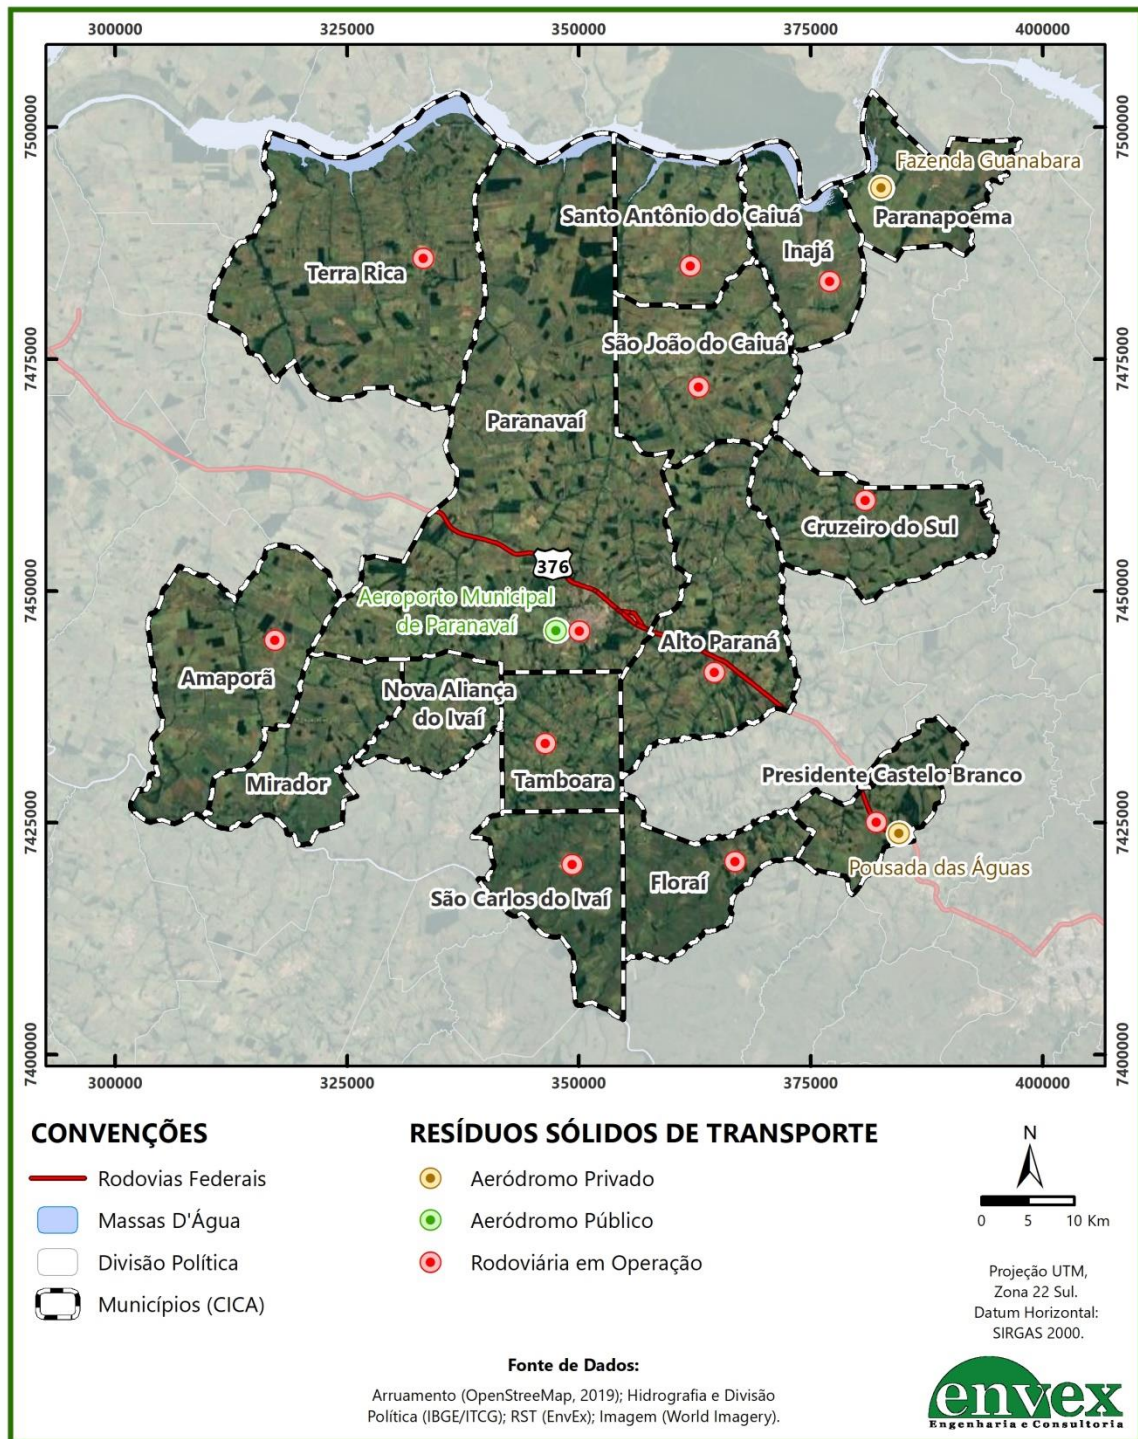 300000
325000
350000
375000
400000
7500000
7500000
Fazenda Guanabara
Santo Antônio do Caiuá
Paranapoema
Inajá
Terra Rica
São João do Caiuá
7475000
7475000
Paranavaí
Cruzeiro do Sul
376
7450000
7450000
Aeroporto Municipal
de Paranavaí
Alto Paraná
Amaporã
Nova Aliança
do Ivaí
Mirador
Tamboara
Presidente Castelo Branco
7425000
7425000
Pousada das Águas
Floraí
São Carlos do Ivaí
7400000
7400000
300000
325000
350000
375000
400000
CONVENÇÕES
Rodovias Federais
Massas D'Água
Divisão Política
Municípios (CICA)
RESÍDUOS SÓLIDOS DE TRANSPORTE
Aeródromo Privado
Aeródromo Público
Rodoviária em Operação
N
0 5 10 Km
Projeção UTM,
Zona 22 Sul.
Datum Horizontal:
SIRGAS 2000.
Fonte de Dados:
Arruamento (OpenStreeMap, 2019); Hidrografia e Divisão
Política (IBGE/ITCG); RST (EnvEx); Imagem (World Imagery).
envex
Engenharia e Consultoria